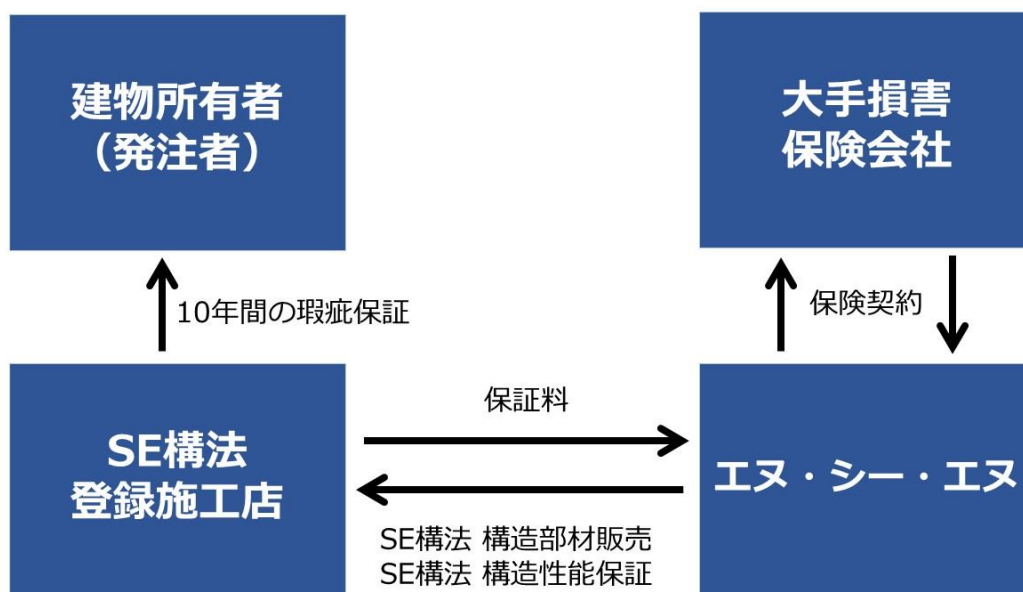 建物所有者
（発注者）
大手損害
保険会社
10年間の瑕疵保証
保険契約
SE構法
登録施工店
保証料
エヌ・シー・エヌ
SE構法 構造部材販売
SE構法 構造性能保証